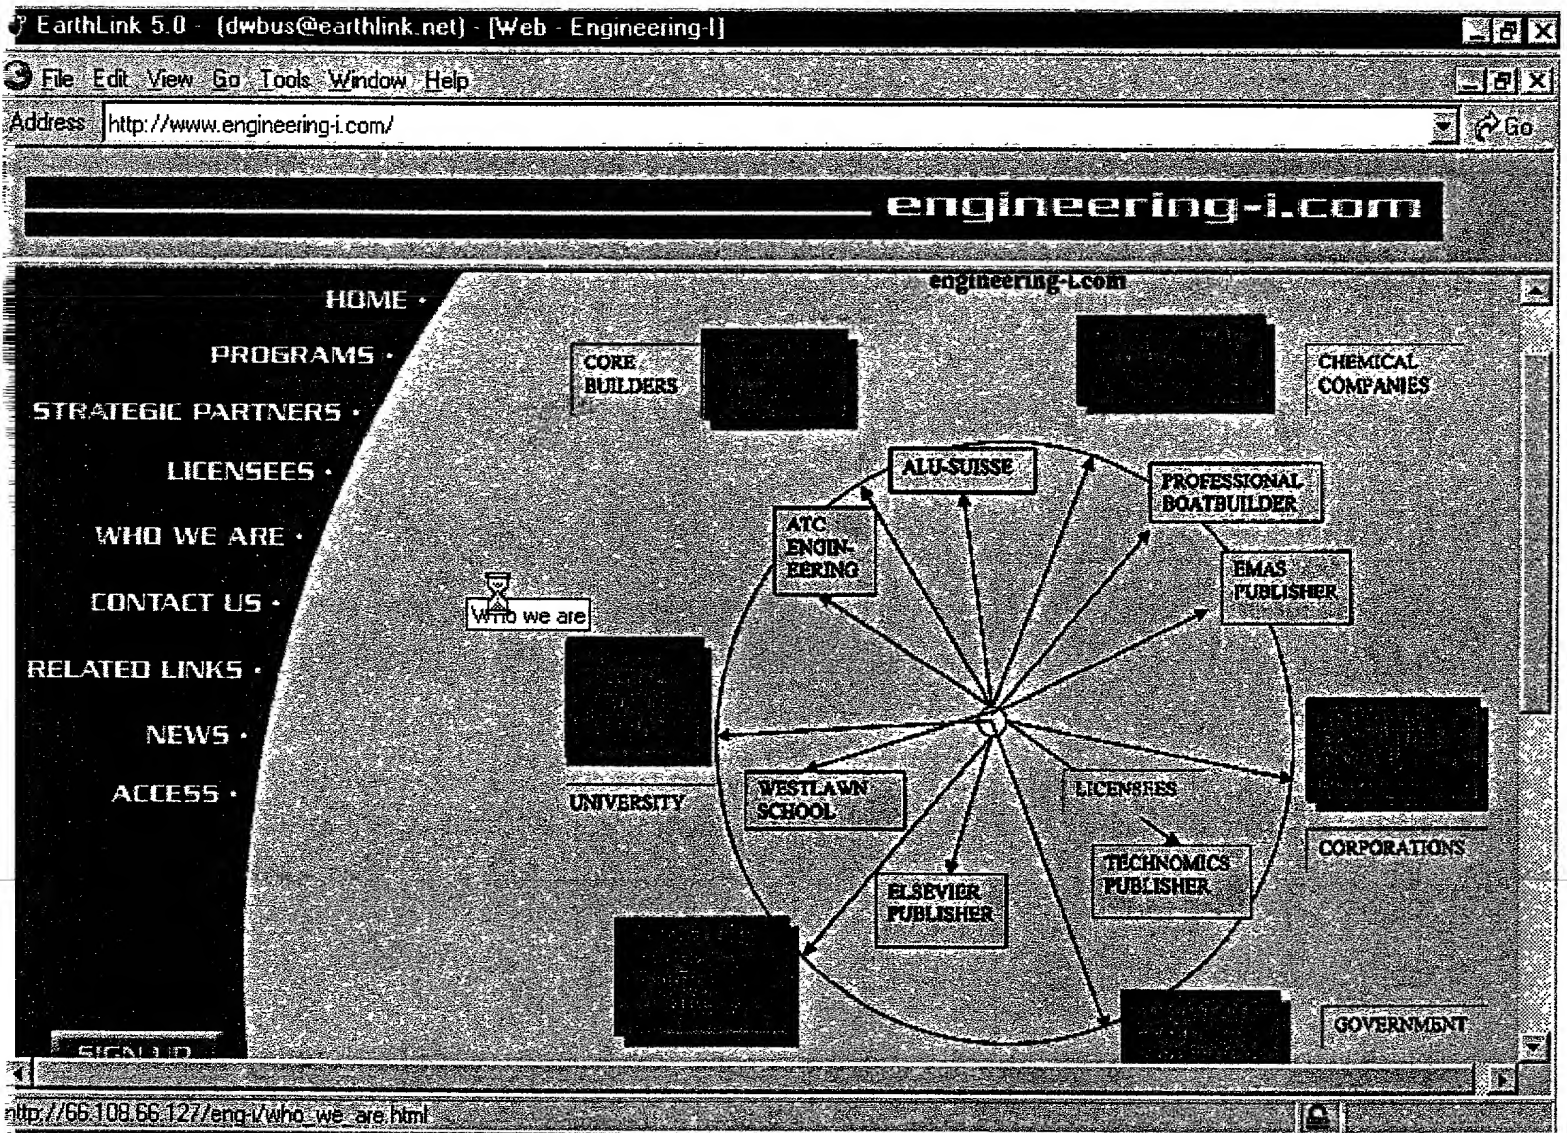 EarthLink 5.0 - (dwbus@earthlink.net) - [Web - Engineering-I]
File Edit View Go Tools Window Help
Address http://www.engineering-i.com/ Go
engineering-i.com
engineering-i.com
HOME •
PROGRAMS •
STRATEGIC PARTNERS •
LICENSEES •
WHO WE ARE •
CONTACT US •
RELATED LINKS •
NEWS •
ACCESS •
SIGN UP
CORE
BUILDERS
CHEMICAL
COMPANIES
ALU-SUISSE
PROFESSIONAL
BOATBUILDER
ATC
ENGIN-
EERING
EMAS
PUBLISHER
Who we are
UNIVERSITY
WESTLAWN
SCHOOL
LICENSEES
CORPORATIONS
TECHNOMICS
PUBLISHER
ELSEVIER
PUBLISHER
GOVERNMENT
http://66.108.66.127/eng-i/who_we_are.html